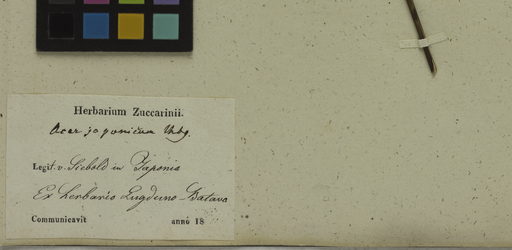 Herbarium Zuccarinii.
Acer japonicum Thbg.
Legit. v. Siebold in Japonia
Ex herbario Lugduno-Batavo
Communicavit anno 18